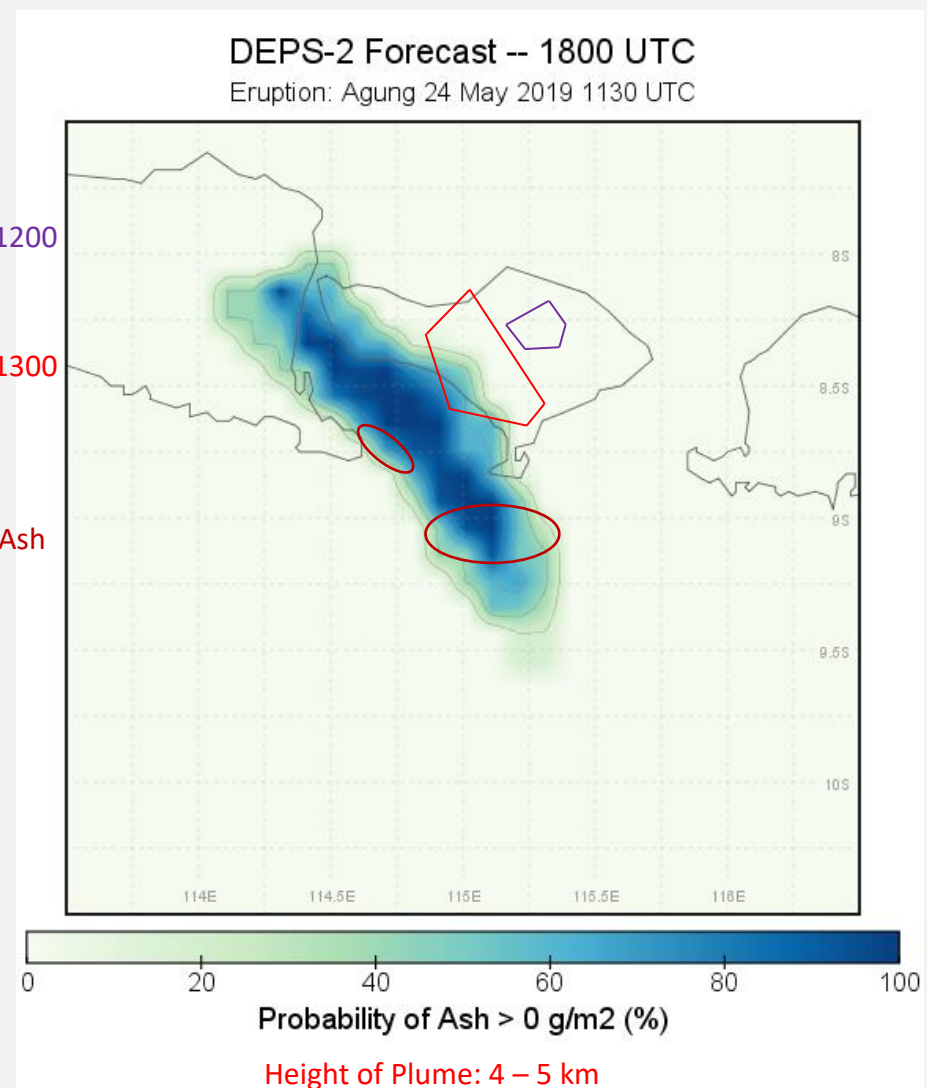 DEPS-2 Forecast -- 1800 UTC
Eruption: Agung 24 May 2019 1130 UTC
1200
8S
1300
8.5S
Ash
9S
9.5S
10S
114E 114.5E 115E 115.5E 116E
0 20 40 60 80 100
Probability of Ash > 0 g/m2 (%)
Height of Plume: 4 – 5 km